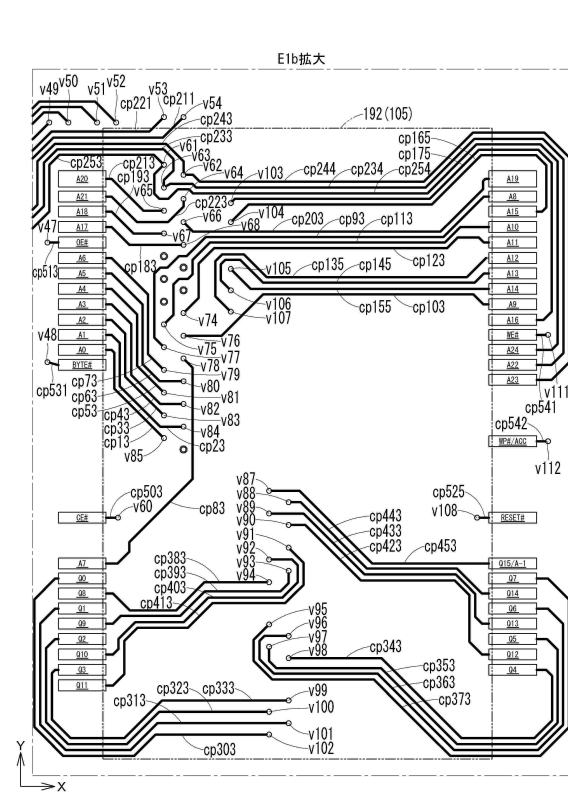 E1b拡大
v49 v50 v51 v52 v53 v54
cp221 cp211
cp243
cp233
192(105)
v61
v63
v62
v64
cp165
cp175
cp253
cp213
cp193
v65
v103
cp244
cp234
cp254
A20
A21
A18
A17
OE#
A6
A5
A4
A3
A2
A1
A0
BYTE#
cp223
v66
v104
v67
v68
cp203
cp93
cp113
cp123
v47
cp513
cp183
A19
A8
A15
A10
A11
A12
A13
A14
A9
A16
WE#
A24
A22
A23
v105
cp135
cp145
v106
v107
cp155
cp103
v74
v76
v75
v77
v78
v79
v80
v81
v82
v83
v84
v85
v48
cp531
cp73
cp63
cp53
cp43
cp33
cp13
cp23
v111
cp541
cp542
WP#/ACC
v112
cp503
v60
CE#
cp83
v87
v88
v89
v90
v91
v92
v93
v94
cp443
cp433
cp423
cp453
cp525
v108
RESET#
A7
Q0
Q8
Q1
Q9
Q2
Q10
Q3
Q11
cp383
cp393
cp403
cp413
Q15/A-1
Q7
Q14
Q6
Q13
Q5
Q12
Q4
v95
v96
v97
v98
cp343
cp353
cp363
cp373
cp313
cp323
cp333
cp303
v99
v100
v101
v102
Y
X